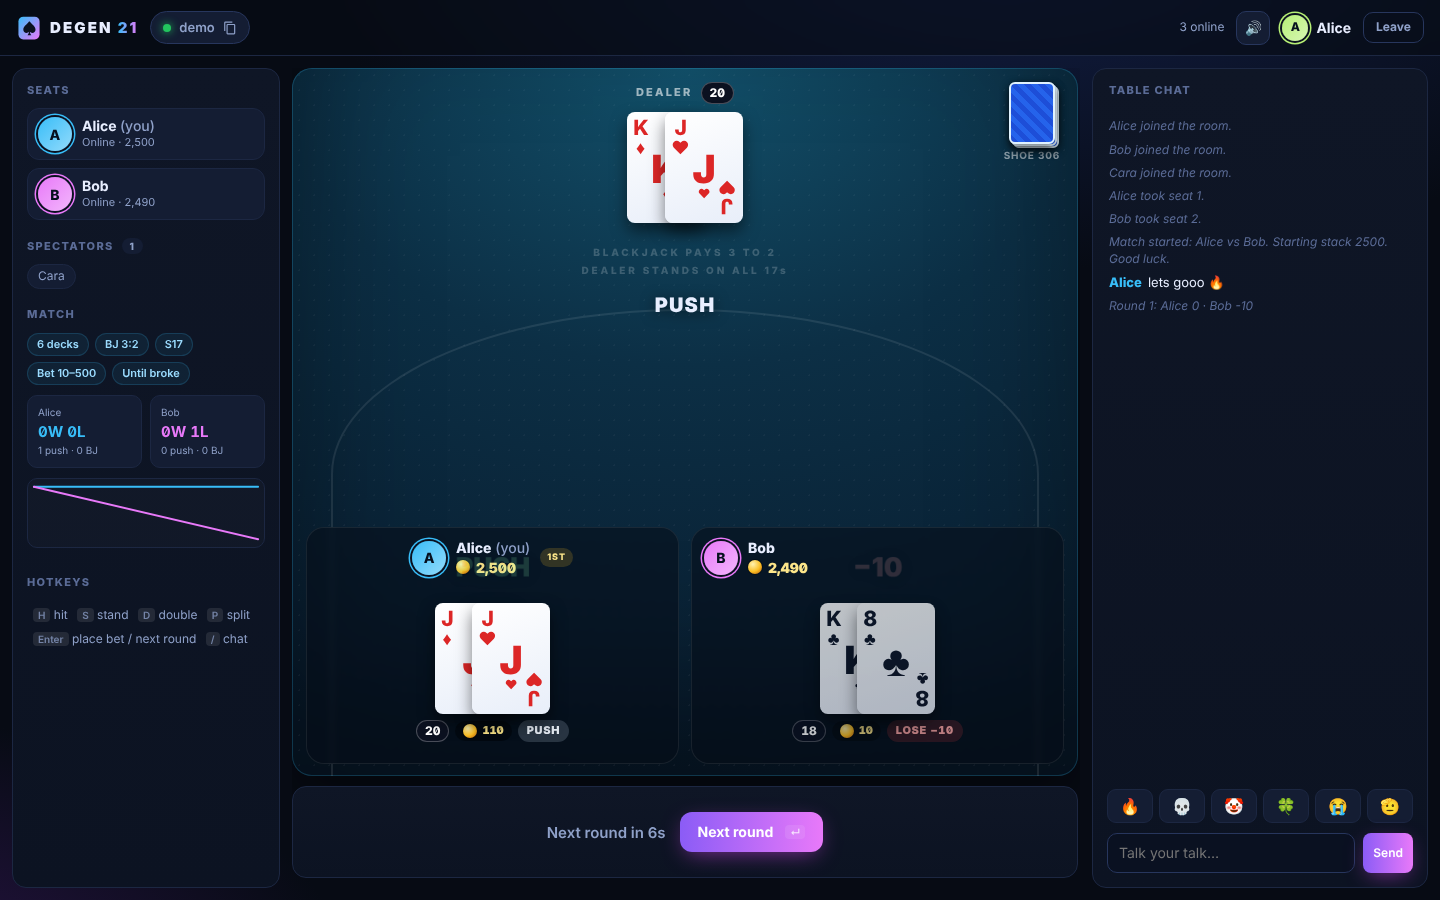 DEGEN 21
demo
3 online
A
Alice
Leave
SEATS
A
Alice (you)
Online · 2,500
B
Bob
Online · 2,490
SPECTATORS 1
Cara
MATCH
6 decks
BJ 3:2
S17
Bet 10–500
Until broke
Alice
0W 0L
1 push · 0 BJ
Bob
0W 1L
0 push · 0 BJ
HOTKEYS
H hit S stand D double P split
Enter place bet / next round / chat
DEALER 20
K
K
J
J
J
SHOE 306
BLACKJACK PAYS 3 TO 2
DEALER STANDS ON ALL 17s
PUSH
A
Alice (you)
2,500
1ST
PUSH
J
J
J
J
J
20
110
PUSH
B
Bob
2,490
−10
K
K
8
8
18
10
LOSE −10
Next round in 6s
Next round
TABLE CHAT
Alice joined the room.
Bob joined the room.
Cara joined the room.
Alice took seat 1.
Bob took seat 2.
Match started: Alice vs Bob. Starting stack 2500.
Good luck.
Alice lets gooo 🔥
Round 1: Alice 0 · Bob -10
Talk your talk...
Send